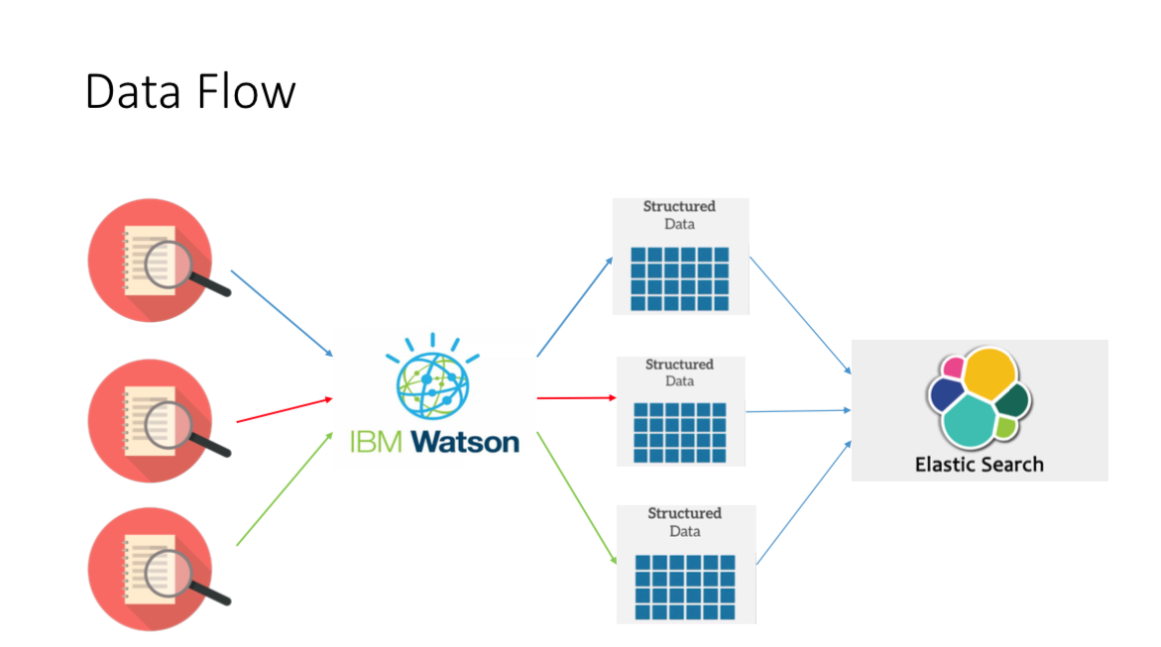 Data Flow
Structured
Data
IBM Watson
Structured
Data
Structured
Data
Elastic Search